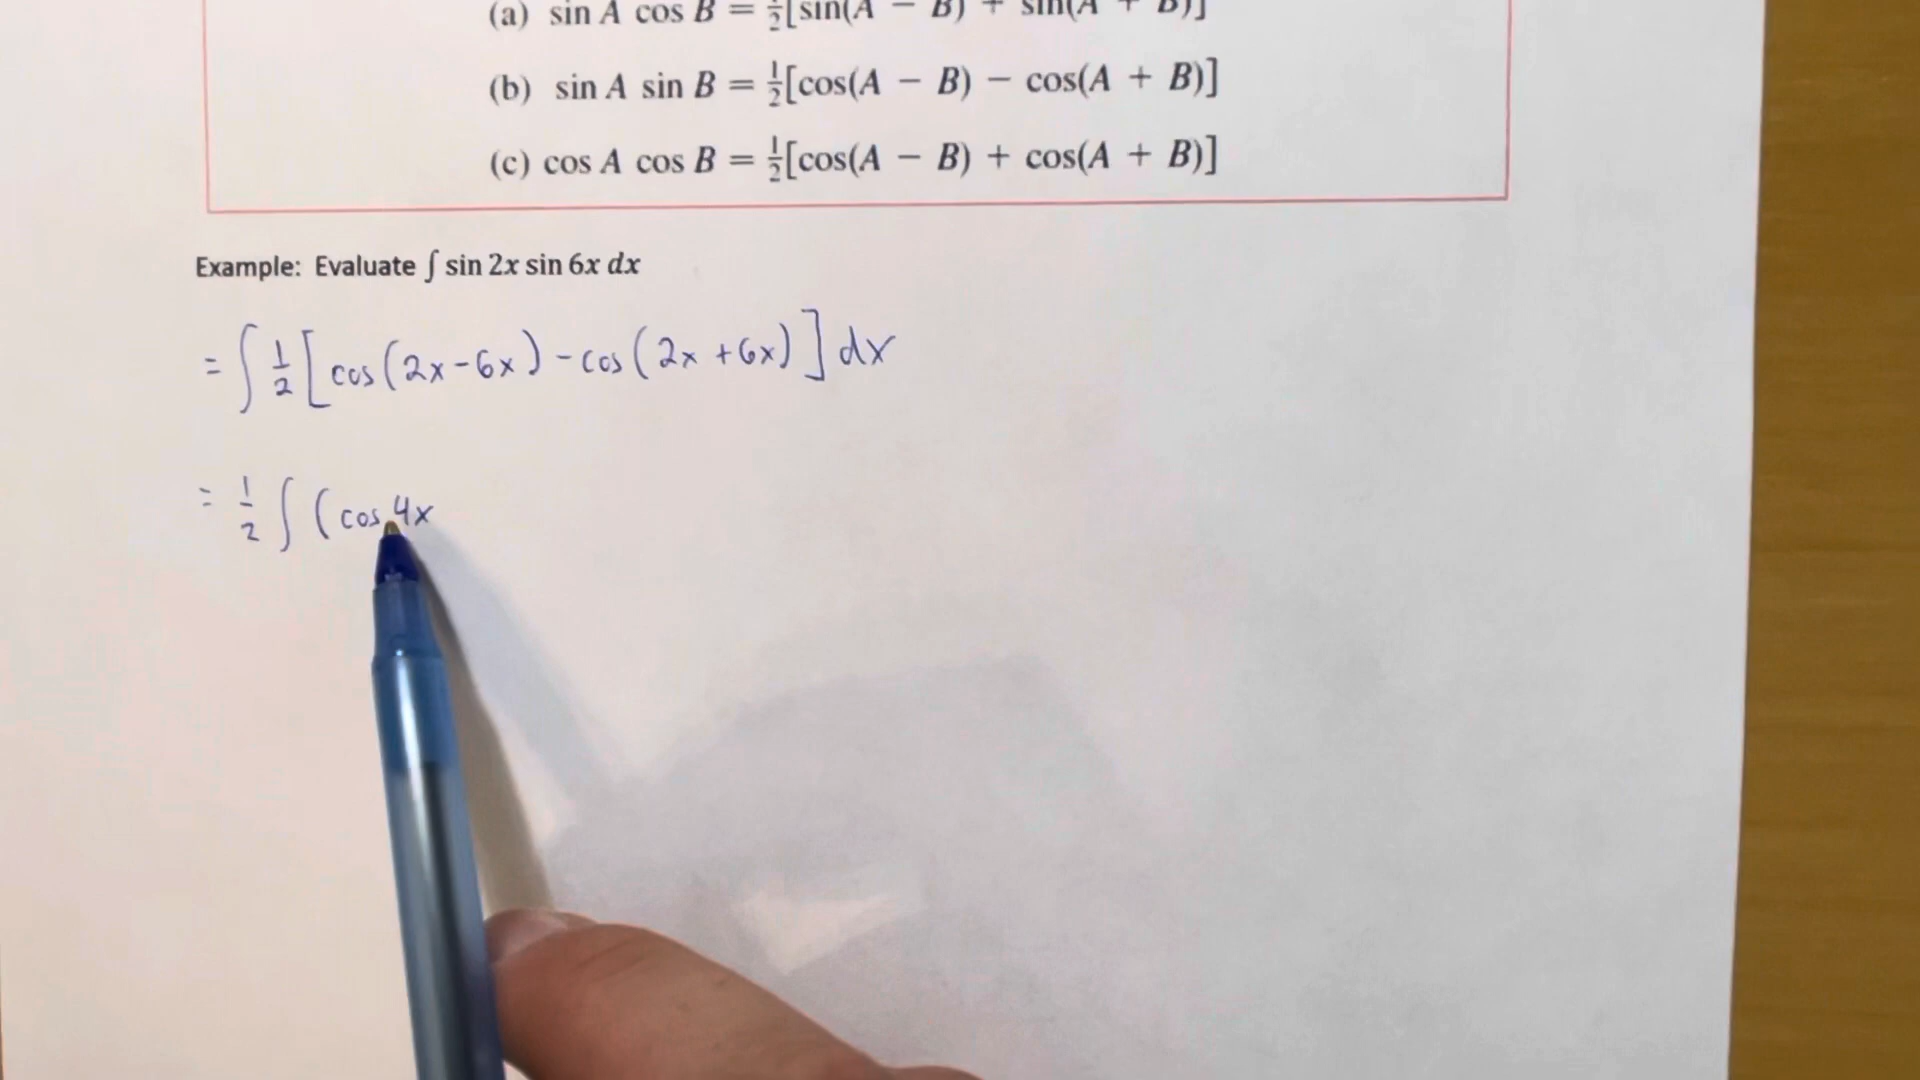 (a) sin A cos B = ½[sin(A − B) + sin(A + B)]
(b) sin A sin B = ½[cos(A − B) − cos(A + B)]
(c) cos A cos B = ½[cos(A − B) + cos(A + B)]
Example: Evaluate ∫ sin 2x sin 6x dx
= ∫ ½ [cos(2x-6x) - cos(2x+6x)] dx
= ½ ∫ (cos 4x